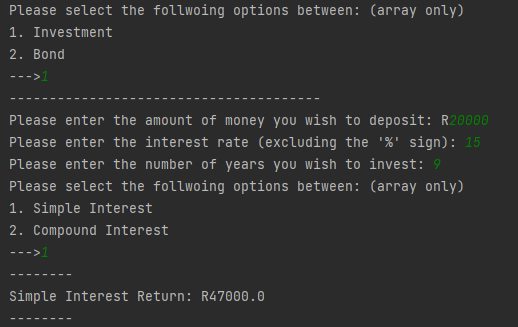 Please select the follwoing options between: (array only)
1. Investment
2. Bond
--->1
---------------------------------------
Please enter the amount of money you wish to deposit: R20000
Please enter the interest rate (excluding the '%' sign): 15
Please enter the number of years you wish to invest: 9
Please select the follwoing options between: (array only)
1. Simple Interest
2. Compound Interest
--->1
--------
Simple Interest Return: R47000.0
--------